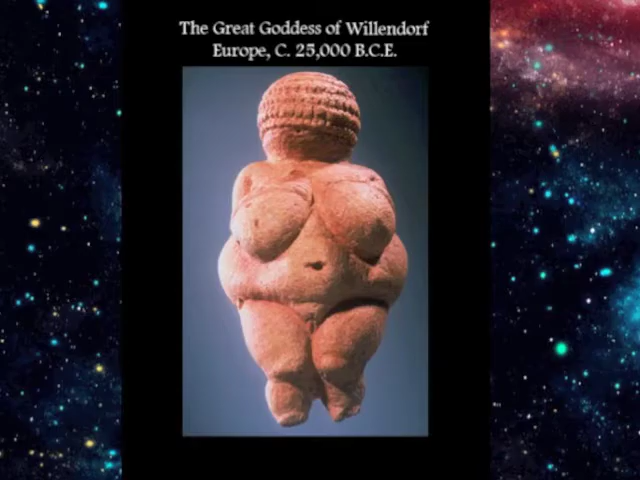 The Great Goddess of Willendorf
Europe, C. 25,000 B.C.E.